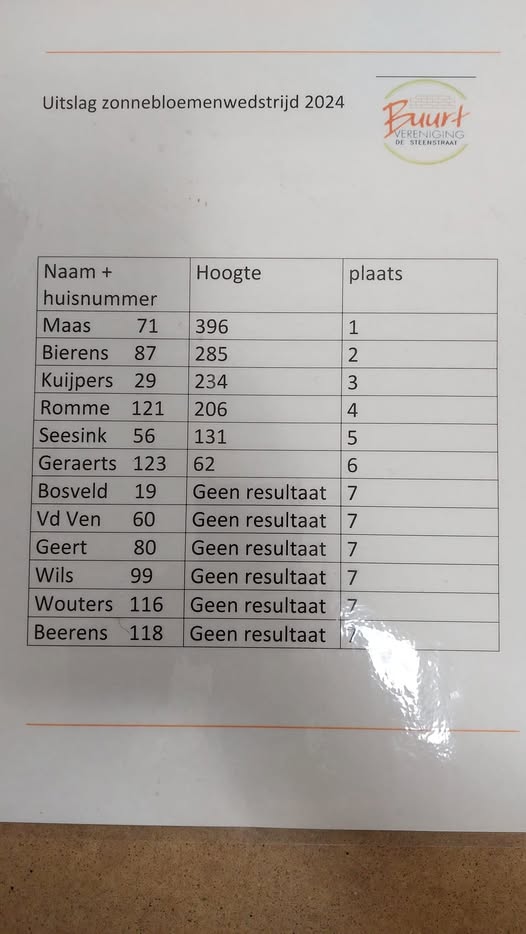 Uitslag zonnebloemenwedstrijd 2024
Buurt
VERENIGING
DE STEENSTRAAT
Naam + huisnummer Hoogte plaats
Maas 71 396 1
Bierens 87 285 2
Kuijpers 29 234 3
Romme 121 206 4
Seesink 56 131 5
Geraerts 123 62 6
Bosveld 19 Geen resultaat 7
Vd Ven 60 Geen resultaat 7
Geert 80 Geen resultaat 7
Wils 99 Geen resultaat 7
Wouters 116 Geen resultaat 7
Beerens 118 Geen resultaat 7